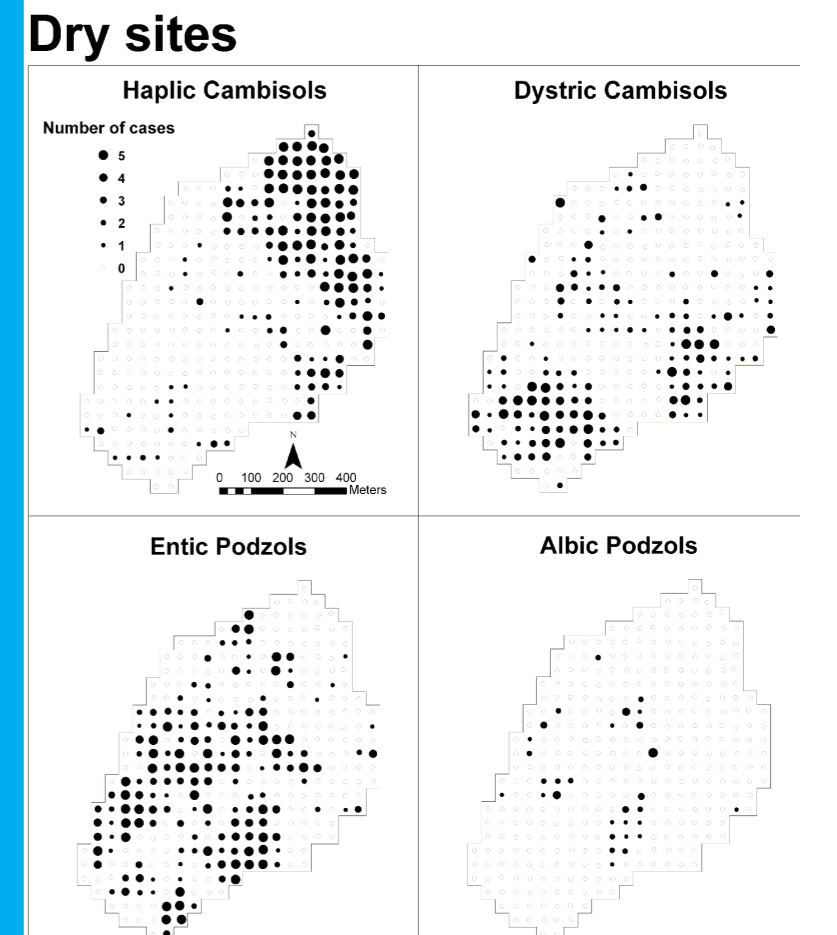 Dry sites
Haplic Cambisols
Dystric Cambisols
Number of cases
5
4
3
2
1
0
N
0 100 200 300 400
Meters
Entic Podzols
Albic Podzols